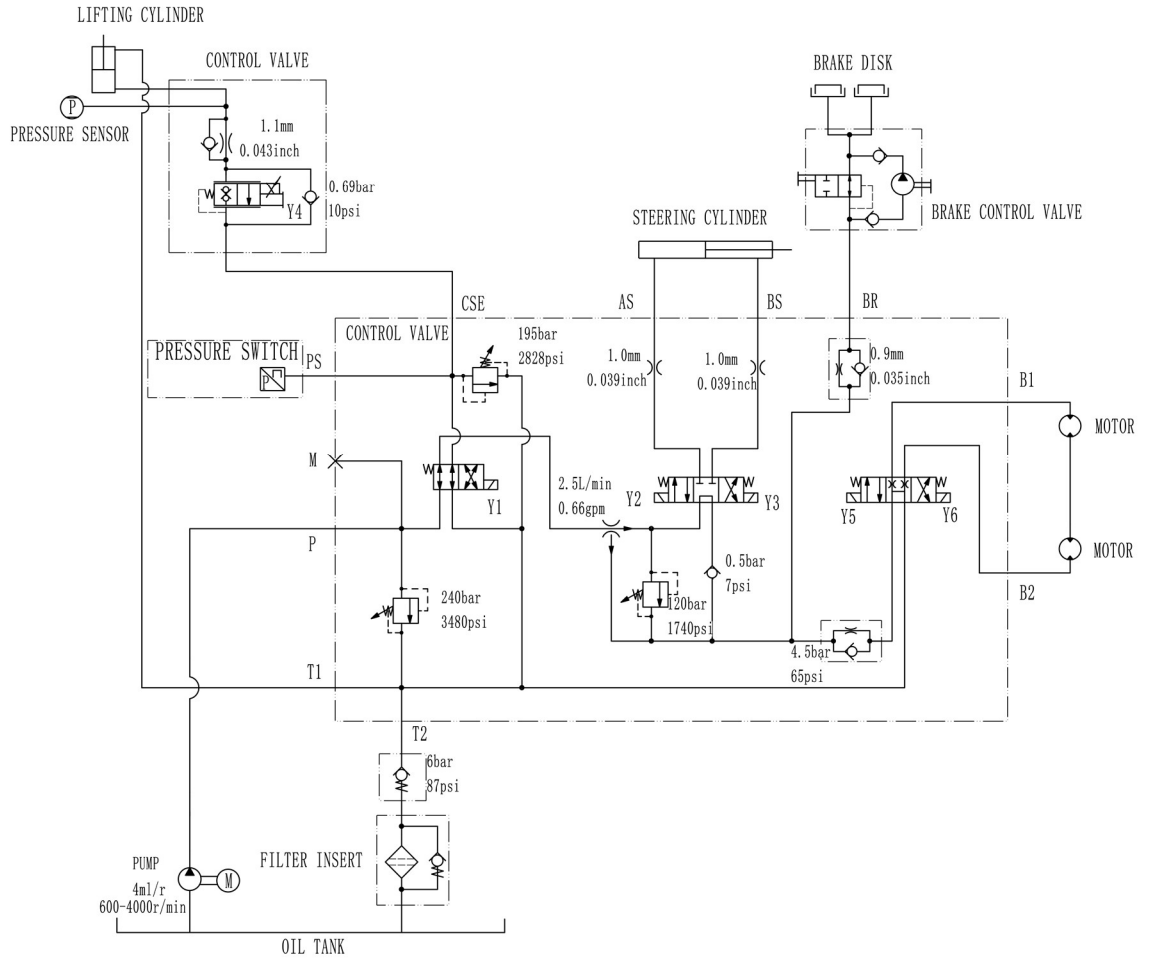 LIFTING CYLINDER
CONTROL VALVE
P
PRESSURE SENSOR
1.1mm
0.043inch
0.69bar
10psi
Y4
BRAKE DISK
BRAKE CONTROL VALVE
STEERING CYLINDER
CSE
AS
BS
BR
CONTROL VALVE
195bar
2828psi
PRESSURE SWITCH
PS
P
1.0mm
0.039inch
1.0mm
0.039inch
0.9mm
0.035inch
B1
MOTOR
M
Y1
2.5L/min
0.66gpm
Y2
Y3
Y5
Y6
P
0.5bar
7psi
MOTOR
B2
240bar
3480psi
120bar
1740psi
4.5bar
65psi
T1
T2
6bar
87psi
FILTER INSERT
PUMP
4ml/r
600-4000r/min
M
OIL TANK